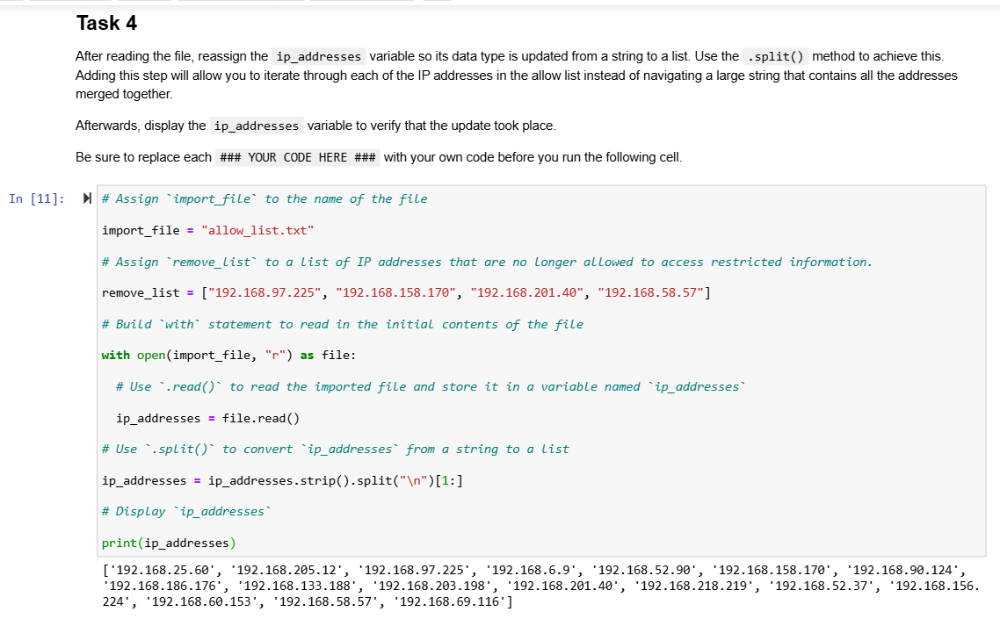 Task 4
After reading the file, reassign the ip_addresses variable so its data type is updated from a string to a list. Use the .split() method to achieve this.
Adding this step will allow you to iterate through each of the IP addresses in the allow list instead of navigating a large string that contains all the addresses
merged together.
Afterwards, display the ip_addresses variable to verify that the update took place.
Be sure to replace each ### YOUR CODE HERE ### with your own code before you run the following cell.
In [11]:
# Assign `import_file` to the name of the file
import_file = "allow_list.txt"
# Assign `remove_list` to a list of IP addresses that are no longer allowed to access restricted information.
remove_list = ["192.168.97.225", "192.168.158.170", "192.168.201.40", "192.168.58.57"]
# Build `with` statement to read in the initial contents of the file
with open(import_file, "r") as file:
# Use `.read()` to read the imported file and store it in a variable named `ip_addresses`
ip_addresses = file.read()
# Use `.split()` to convert `ip_addresses` from a string to a list
ip_addresses = ip_addresses.strip().split("\n")[1:]
# Display `ip_addresses`
print(ip_addresses)
['192.168.25.60', '192.168.205.12', '192.168.97.225', '192.168.6.9', '192.168.52.90', '192.168.158.170', '192.168.90.124',
'192.168.186.176', '192.168.133.188', '192.168.203.198', '192.168.201.40', '192.168.218.219', '192.168.52.37', '192.168.156.
224', '192.168.60.153', '192.168.58.57', '192.168.69.116']